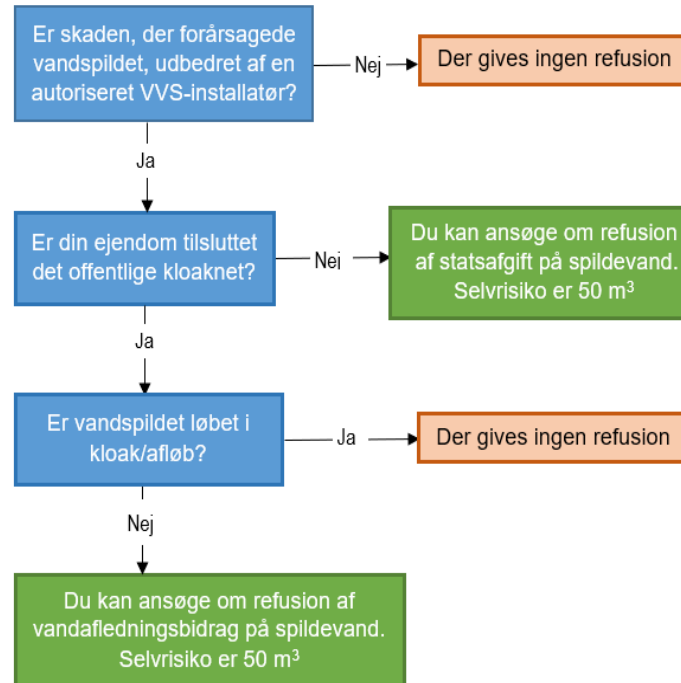 Er skaden, der forårsagede
vandspildet, udbedret af en
autoriseret VVS-installatør?
Nej
Der gives ingen refusion
Ja
Er din ejendom tilsluttet
det offentlige kloaknet?
Nej
Du kan ansøge om refusion
af statsafgift på spildevand.
Selvrisiko er 50 m³
Ja
Er vandspildet løbet i
kloak/afløb?
Ja
Der gives ingen refusion
Nej
Du kan ansøge om refusion af
vandafledningsbidrag på spildevand.
Selvrisiko er 50 m³